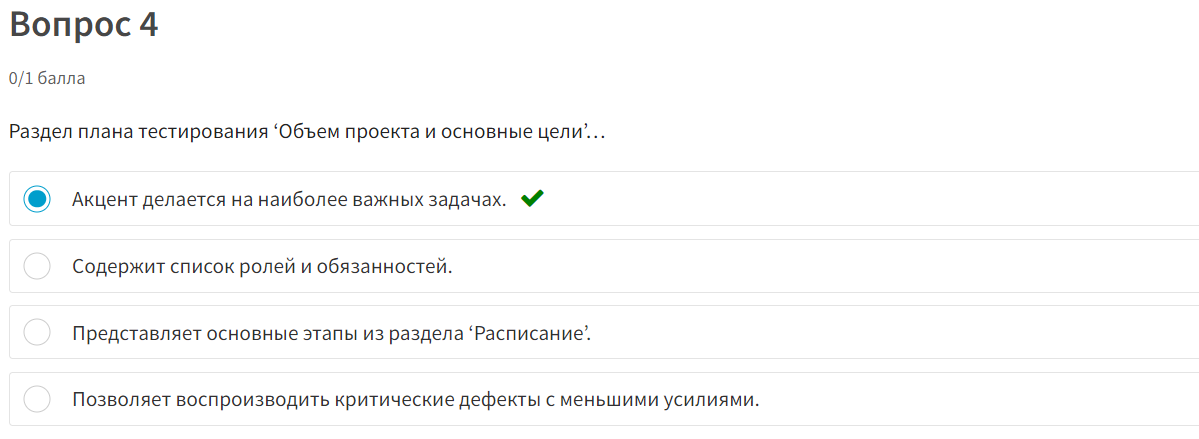 Вопрос 4
0/1 балла
Раздел плана тестирования ‘Объем проекта и основные цели’…
Акцент делается на наиболее важных задачах.
Содержит список ролей и обязанностей.
Представляет основные этапы из раздела ‘Расписание’.
Позволяет воспроизводить критические дефекты с меньшими усилиями.